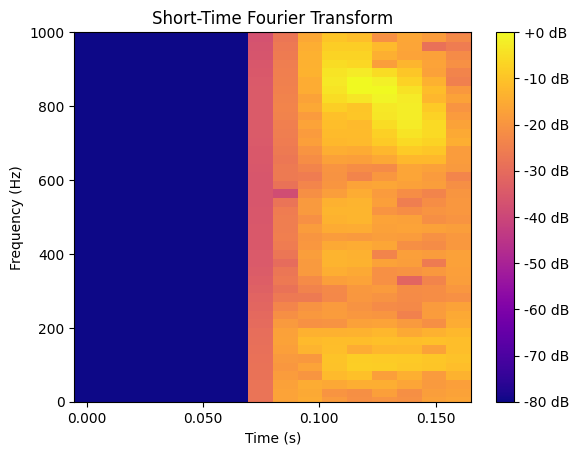 Short-Time Fourier Transform
1000
800
600
400
200
0
Frequency (Hz)
0.000
0.050
0.100
0.150
Time (s)
+0 dB
-10 dB
-20 dB
-30 dB
-40 dB
-50 dB
-60 dB
-70 dB
-80 dB